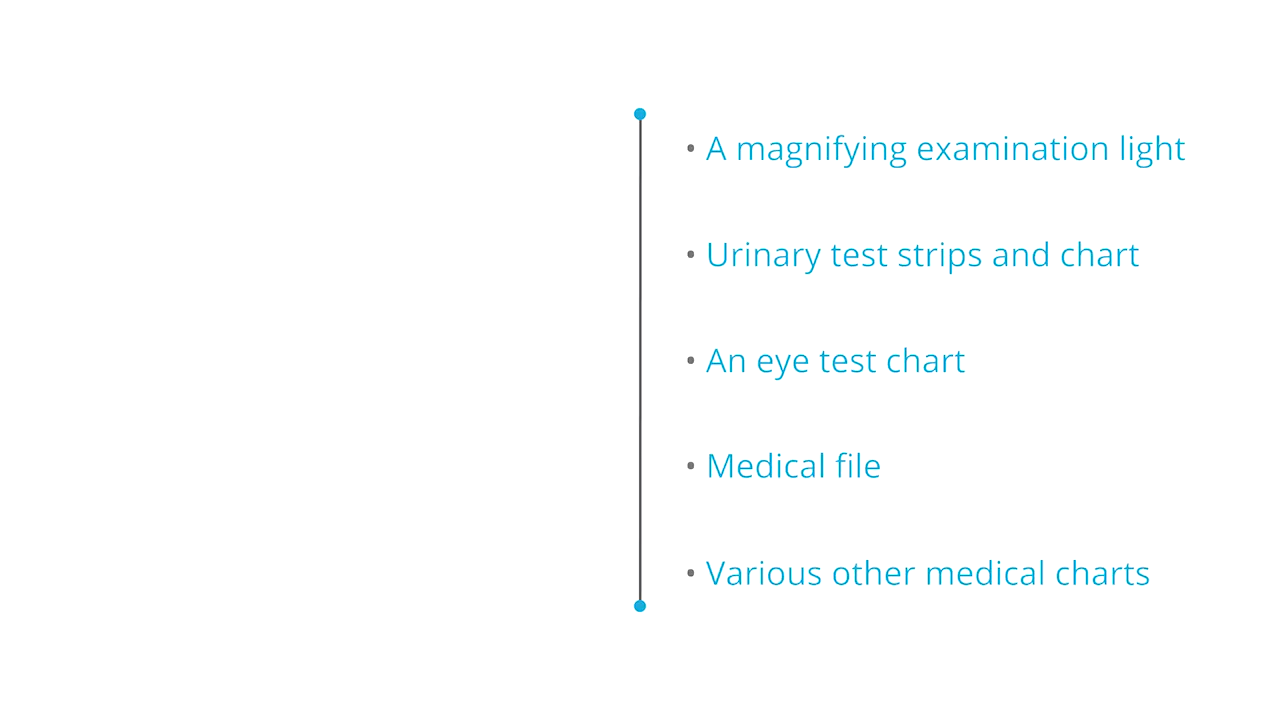 • A magnifying examination light
• Urinary test strips and chart
• An eye test chart
• Medical file
• Various other medical charts